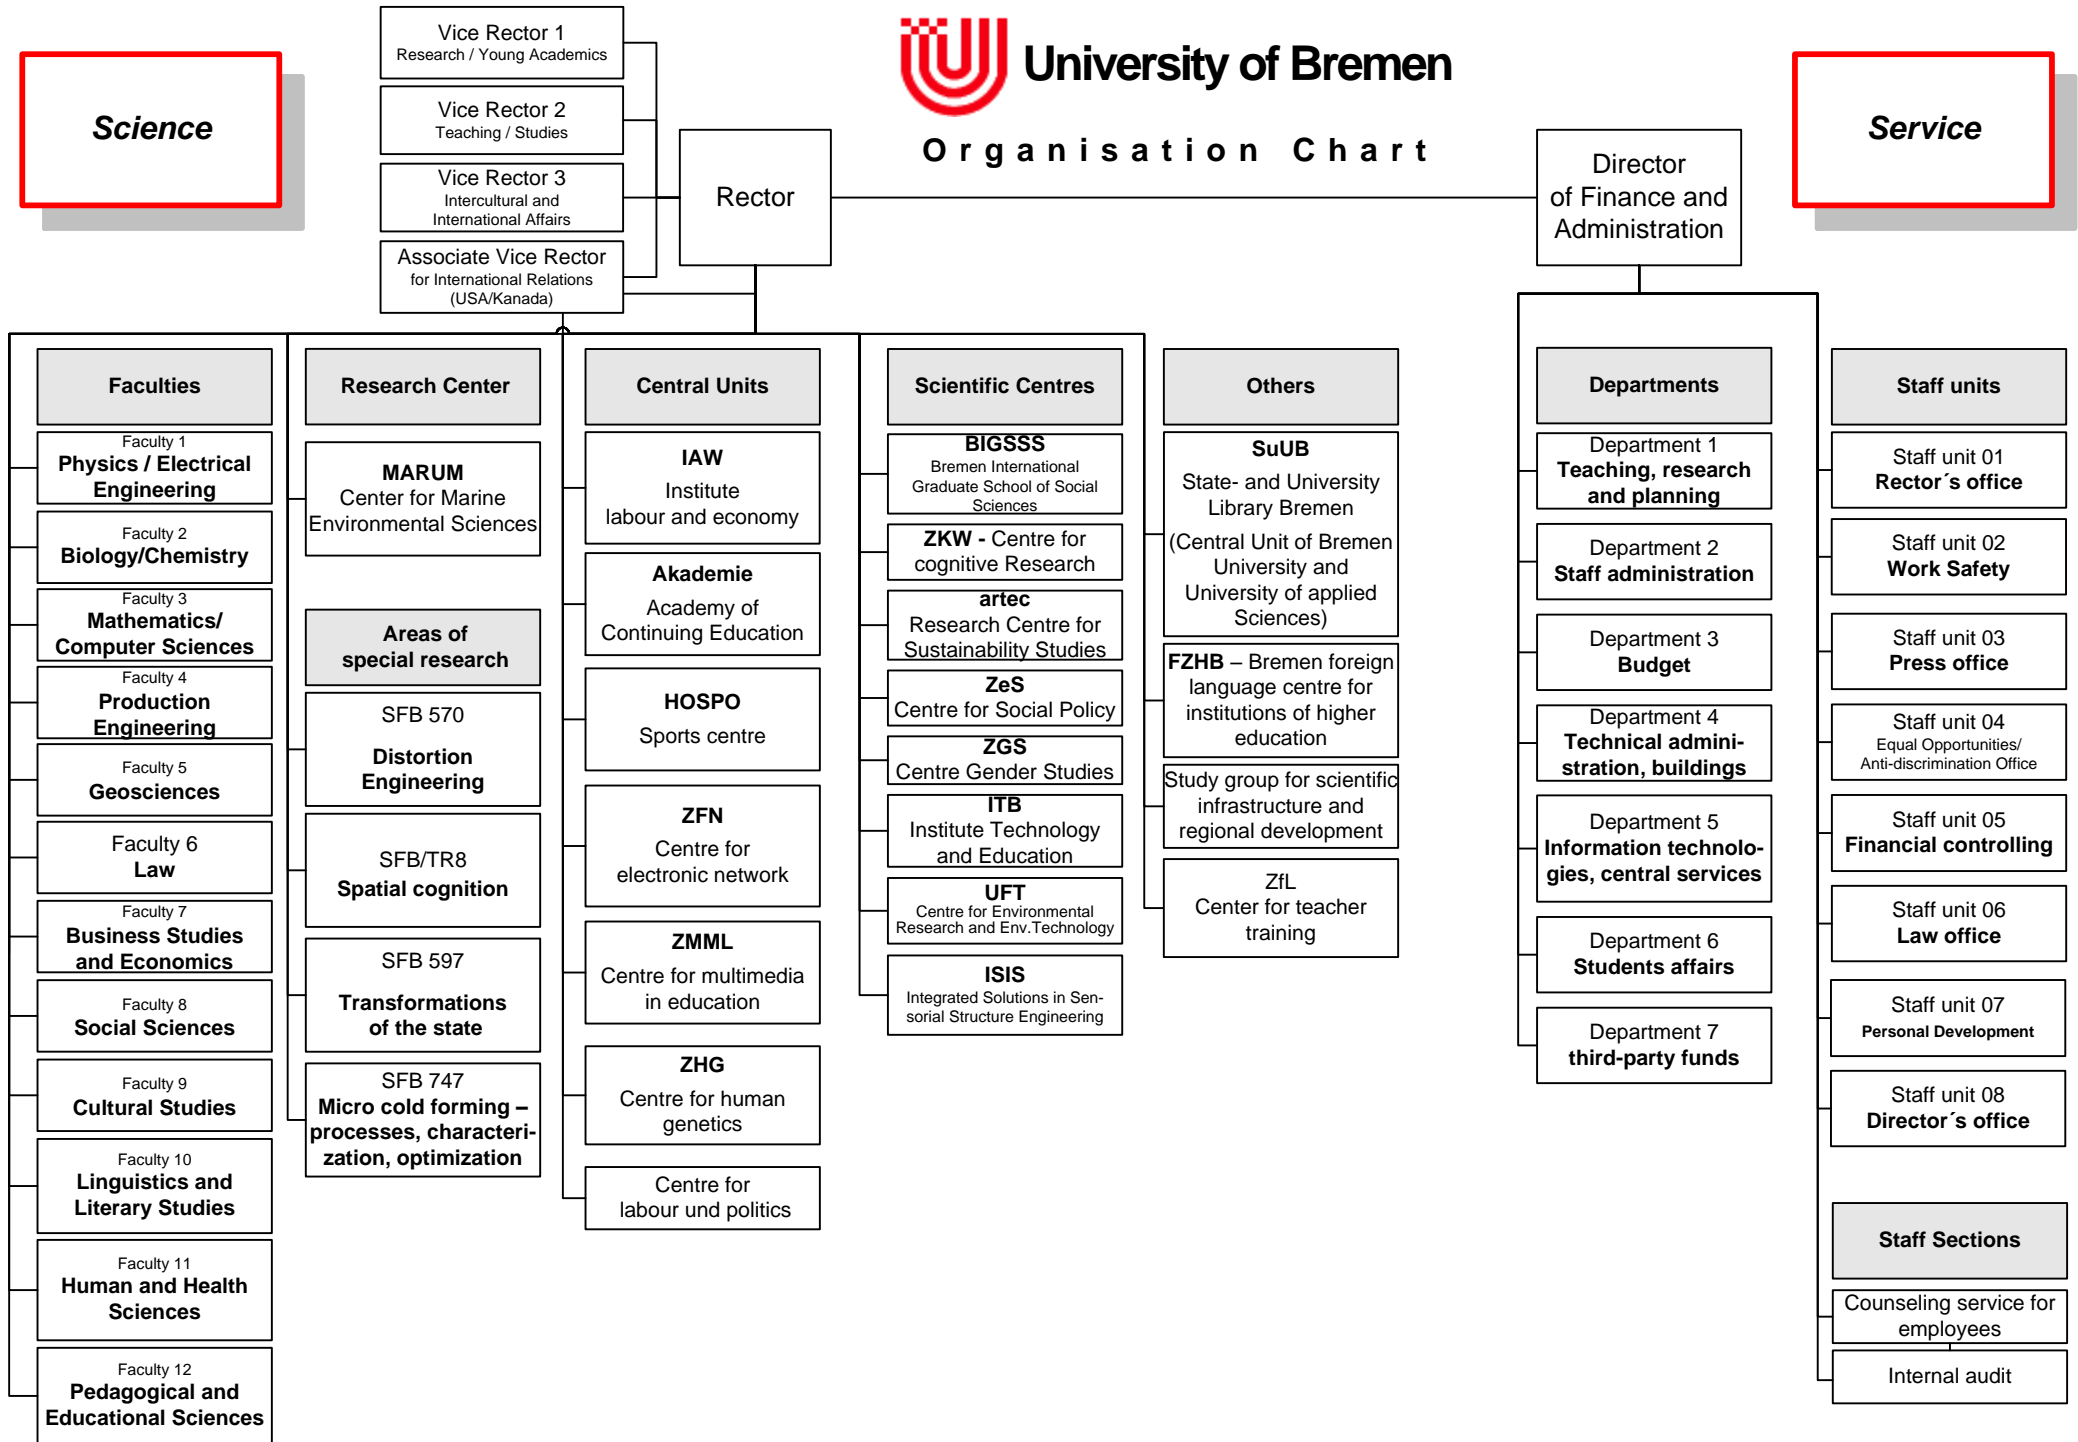 University of Bremen
Organisation Chart
Science
Service
Vice Rector 1
Research / Young Academics
Vice Rector 2
Teaching / Studies
Vice Rector 3
Intercultural and
International Affairs
Associate Vice Rector
for International Relations
(USA/Kanada)
Rector
Director
of Finance and
Administration
Faculties
Faculty 1
Physics / Electrical
Engineering
Faculty 2
Biology/Chemistry
Faculty 3
Mathematics/
Computer Sciences
Faculty 4
Production
Engineering
Faculty 5
Geosciences
Faculty 6
Law
Faculty 7
Business Studies
and Economics
Faculty 8
Social Sciences
Faculty 9
Cultural Studies
Faculty 10
Linguistics and
Literary Studies
Faculty 11
Human and Health
Sciences
Faculty 12
Pedagogical and
Educational Sciences
Research Center
MARUM
Center for Marine
Environmental Sciences
Areas of
special research
SFB 570
Distortion
Engineering
SFB/TR8
Spatial cognition
SFB 597
Transformations
of the state
SFB 747
Micro cold forming –
processes, characteri-
zation, optimization
Central Units
IAW
Institute
labour and economy
Akademie
Academy of
Continuing Education
HOSPO
Sports centre
ZFN
Centre for
electronic network
ZMML
Centre for multimedia
in education
ZHG
Centre for human
genetics
Centre for
labour und politics
Scientific Centres
BIGSSS
Bremen International
Graduate School of Social
Sciences
ZKW - Centre for
cognitive Research
artec
Research Centre for
Sustainability Studies
ZeS
Centre for Social Policy
ZGS
Centre Gender Studies
ITB
Institute Technology
and Education
UFT
Centre for Environmental
Research and Env.Technology
ISIS
Integrated Solutions in Sen-
sorial Structure Engineering
Others
SuUB
State- and University
Library Bremen
(Central Unit of Bremen
University and
University of applied
Sciences)
FZHB – Bremen foreign
language centre for
institutions of higher
education
Study group for scientific
infrastructure and
regional development
ZfL
Center for teacher
training
Departments
Department 1
Teaching, research
and planning
Department 2
Staff administration
Department 3
Budget
Department 4
Technical admini-
stration, buildings
Department 5
Information technolo-
gies, central services
Department 6
Students affairs
Department 7
third-party funds
Staff units
Staff unit 01
Rector´s office
Staff unit 02
Work Safety
Staff unit 03
Press office
Staff unit 04
Equal Opportunities/
Anti-discrimination Office
Staff unit 05
Financial controlling
Staff unit 06
Law office
Staff unit 07
Personal Development
Staff unit 08
Director´s office
Staff Sections
Counseling service for
employees
Internal audit